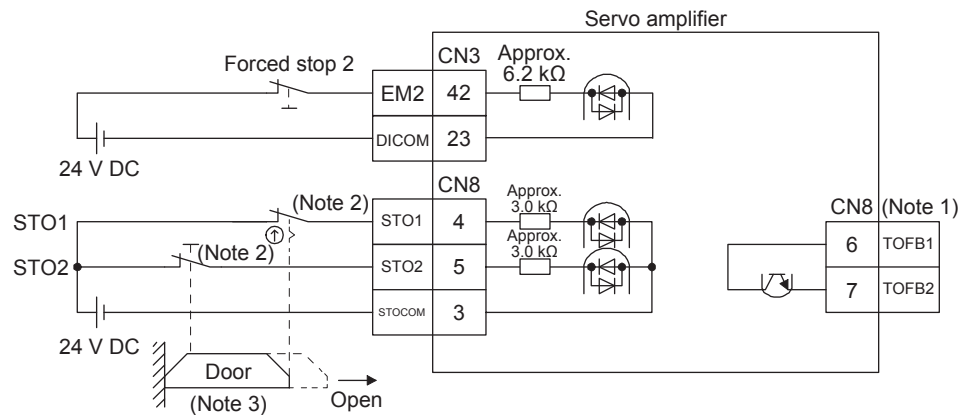 Servo amplifier
Forced stop 2
CN3
Approx.
6.2 kΩ
EM2
42
DICOM
23
24 V DC
CN8
STO1
(Note 2)
STO1
4
Approx.
3.0 kΩ
STO2
(Note 2)
STO2
5
Approx.
3.0 kΩ
STOCOM
3
24 V DC
CN8 (Note 1)
6
TOFB1
7
TOFB2
Door
(Note 3)
Open